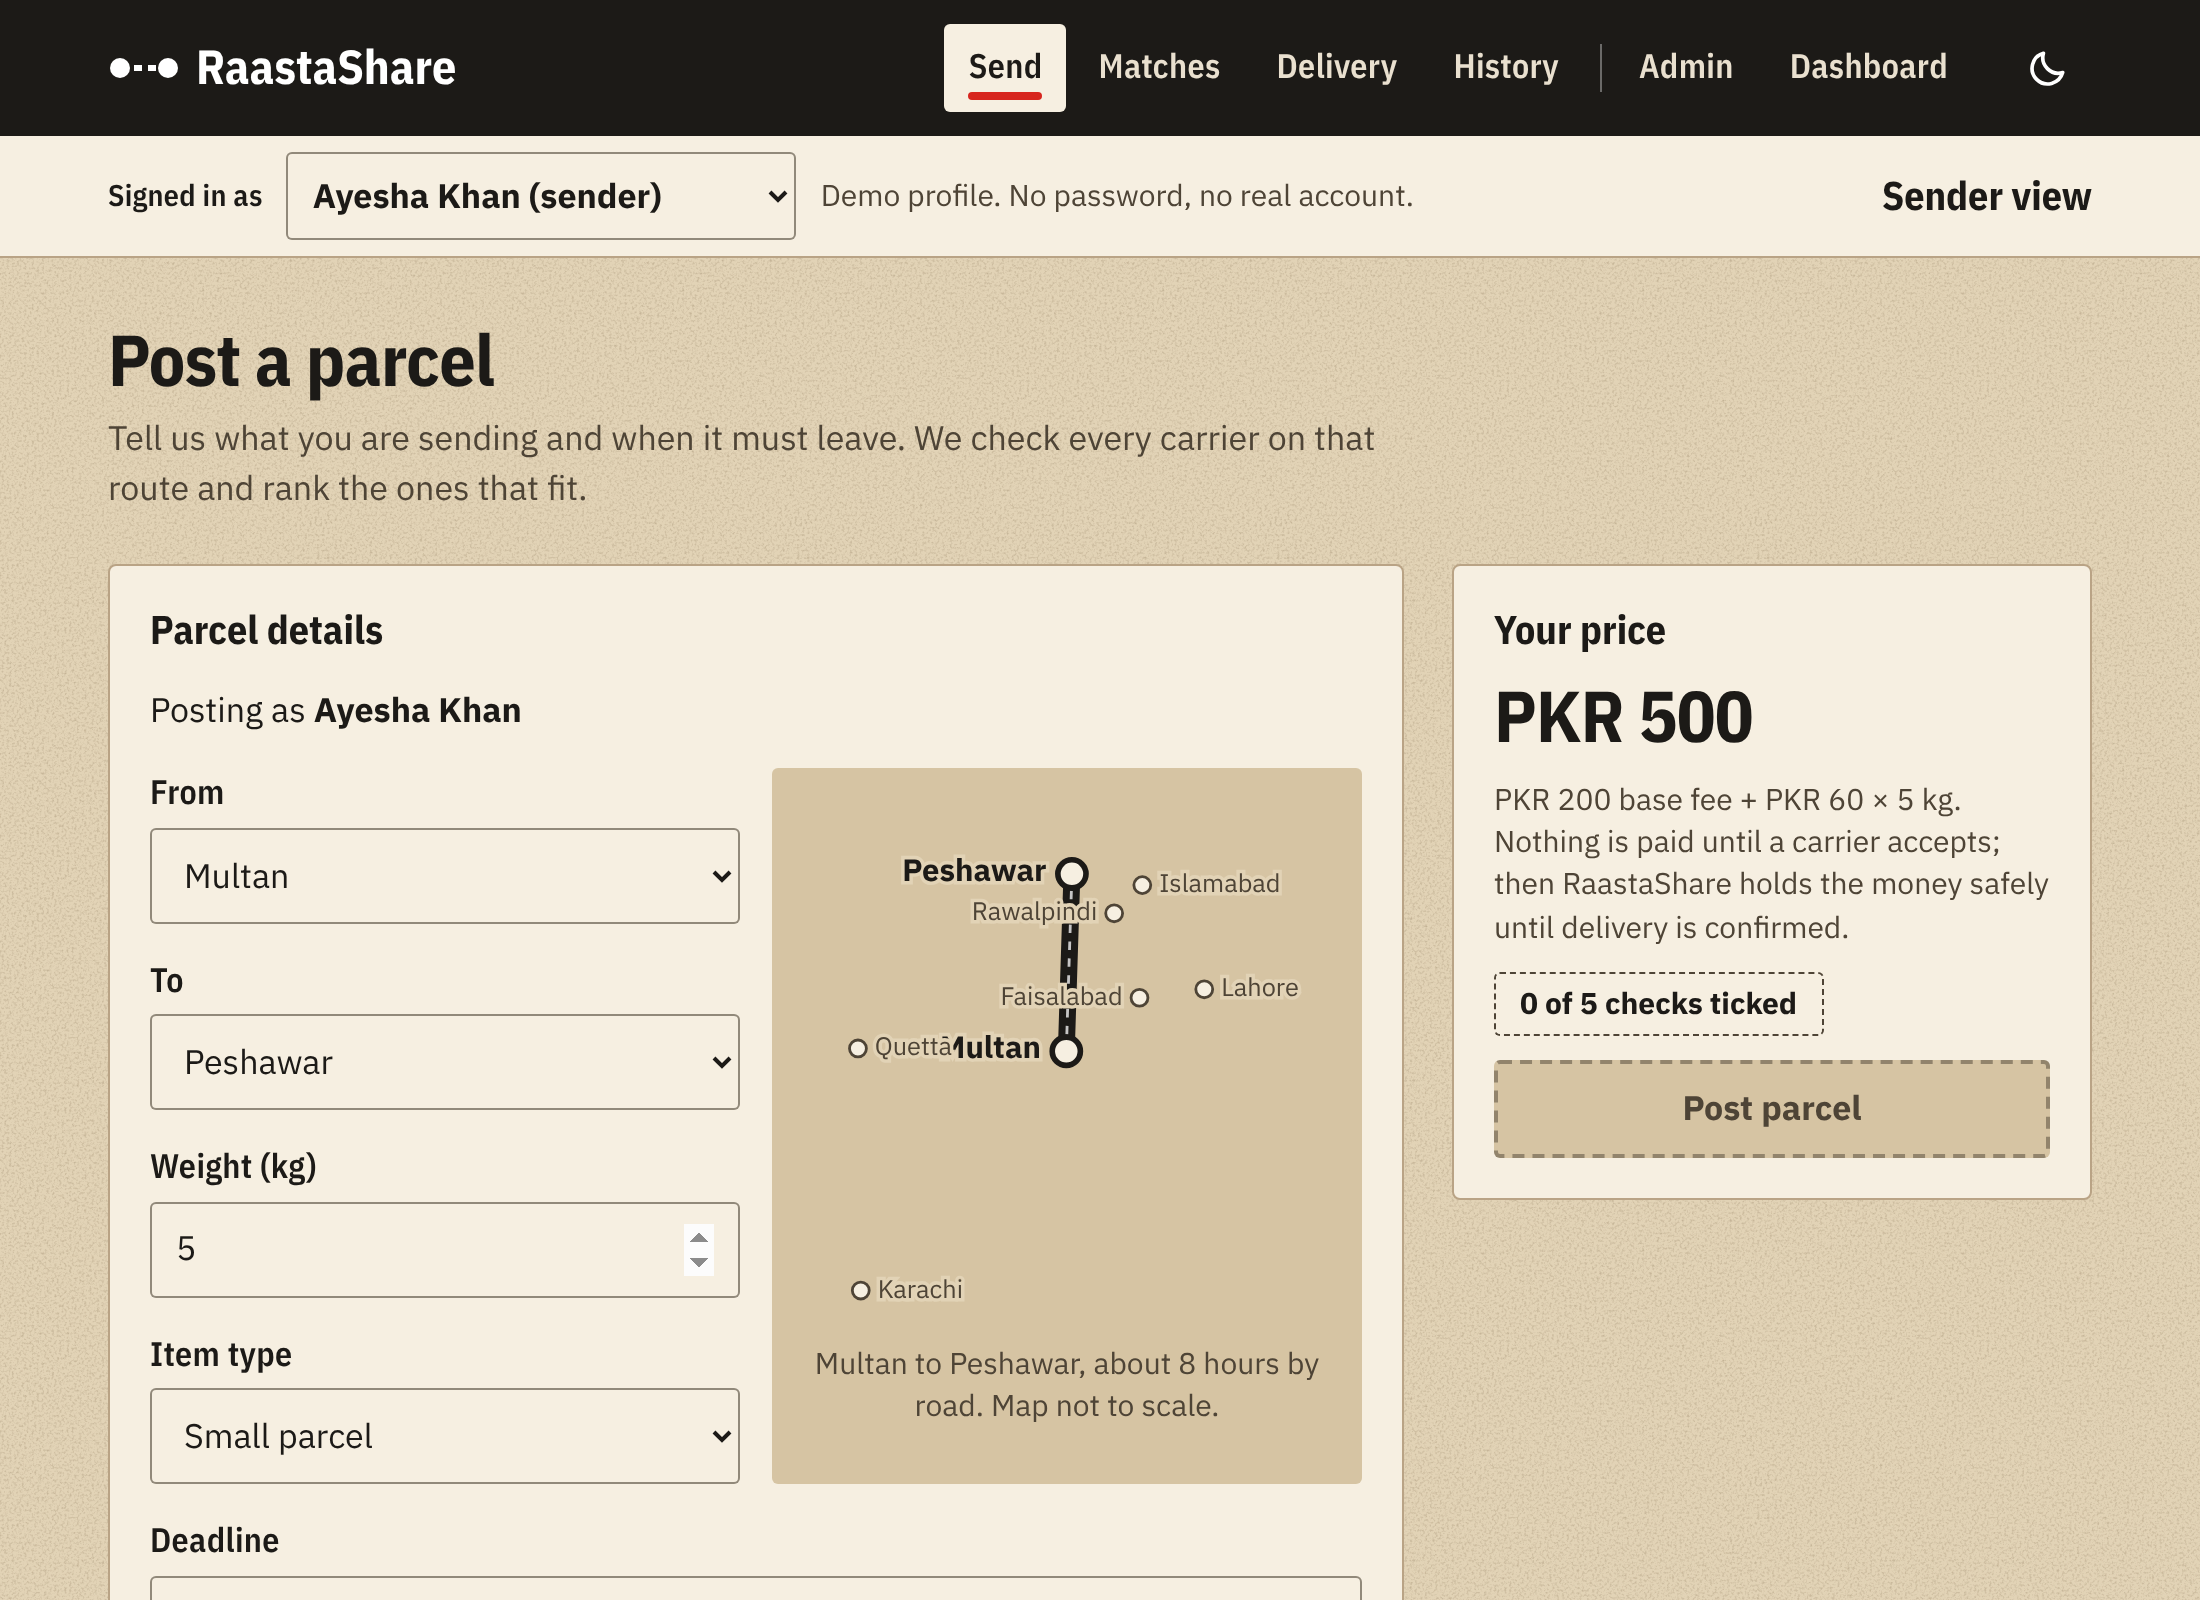 RaastaShare
Send
Matches
Delivery
History
Admin
Dashboard
Signed in as
Ayesha Khan (sender)
Demo profile. No password, no real account.
Sender view
Post a parcel
Tell us what you are sending and when it must leave. We check every carrier on that
route and rank the ones that fit.
Parcel details
Posting as Ayesha Khan
From
Multan
To
Peshawar
Weight (kg)
5
Item type
Small parcel
Deadline
Peshawar
Islamabad
Rawalpindi
Faisalabad
Lahore
Quetta
Multan
Karachi
Multan to Peshawar, about 8 hours by
road. Map not to scale.
Your price
PKR 500
PKR 200 base fee + PKR 60 × 5 kg.
Nothing is paid until a carrier accepts;
then RaastaShare holds the money safely
until delivery is confirmed.
0 of 5 checks ticked
Post parcel